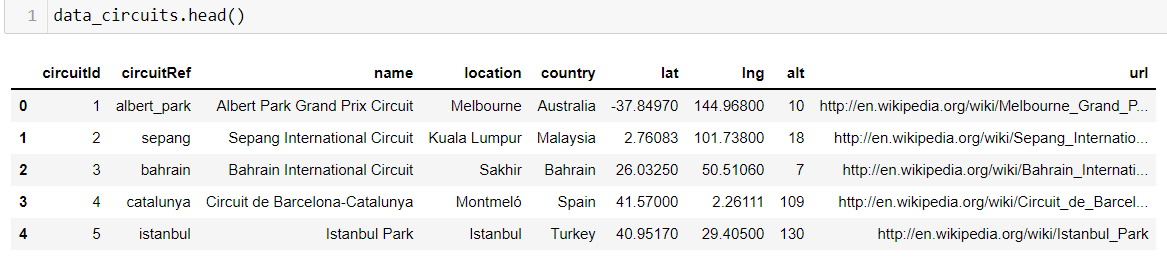 1 data_circuits.head()
circuitId circuitRef name location country lat lng alt url
0 1 albert_park Albert Park Grand Prix Circuit Melbourne Australia -37.84970 144.96800 10 http://en.wikipedia.org/wiki/Melbourne_Grand_P...
1 2 sepang Sepang International Circuit Kuala Lumpur Malaysia 2.76083 101.73800 18 http://en.wikipedia.org/wiki/Sepang_Internatio...
2 3 bahrain Bahrain International Circuit Sakhir Bahrain 26.03250 50.51060 7 http://en.wikipedia.org/wiki/Bahrain_Internati...
3 4 catalunya Circuit de Barcelona-Catalunya Montmeló Spain 41.57000 2.26111 109 http://en.wikipedia.org/wiki/Circuit_de_Barcel...
4 5 istanbul Istanbul Park Istanbul Turkey 40.95170 29.40500 130 http://en.wikipedia.org/wiki/Istanbul_Park